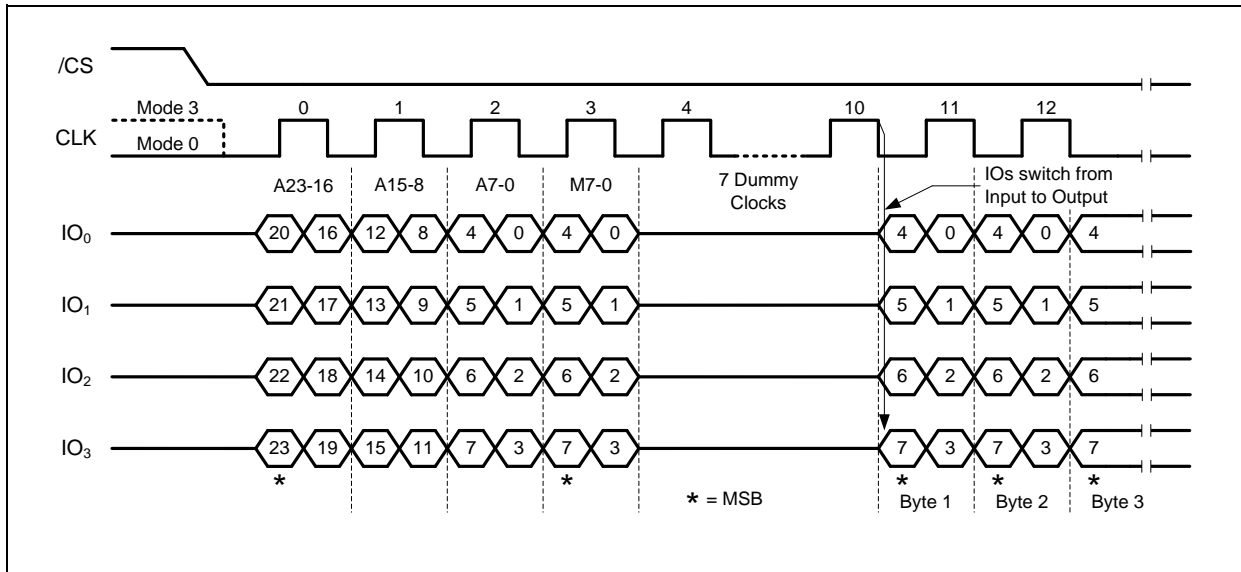 /CS
Mode 3 0 1 2 3 4 10 11 12
CLK Mode 0
A23-16 A15-8 A7-0 M7-0 7 Dummy Clocks IOs switch from Input to Output
IO₀ 20 16 12 8 4 0 4 0 4 0 4 0 4
IO₁ 21 17 13 9 5 1 5 1 5 1 5 1 5
IO₂ 22 18 14 10 6 2 6 2 6 2 6 2 6
IO₃ 23 19 15 11 7 3 7 3 7 3 7 3 7
* * * * *
* = MSB Byte 1 Byte 2 Byte 3